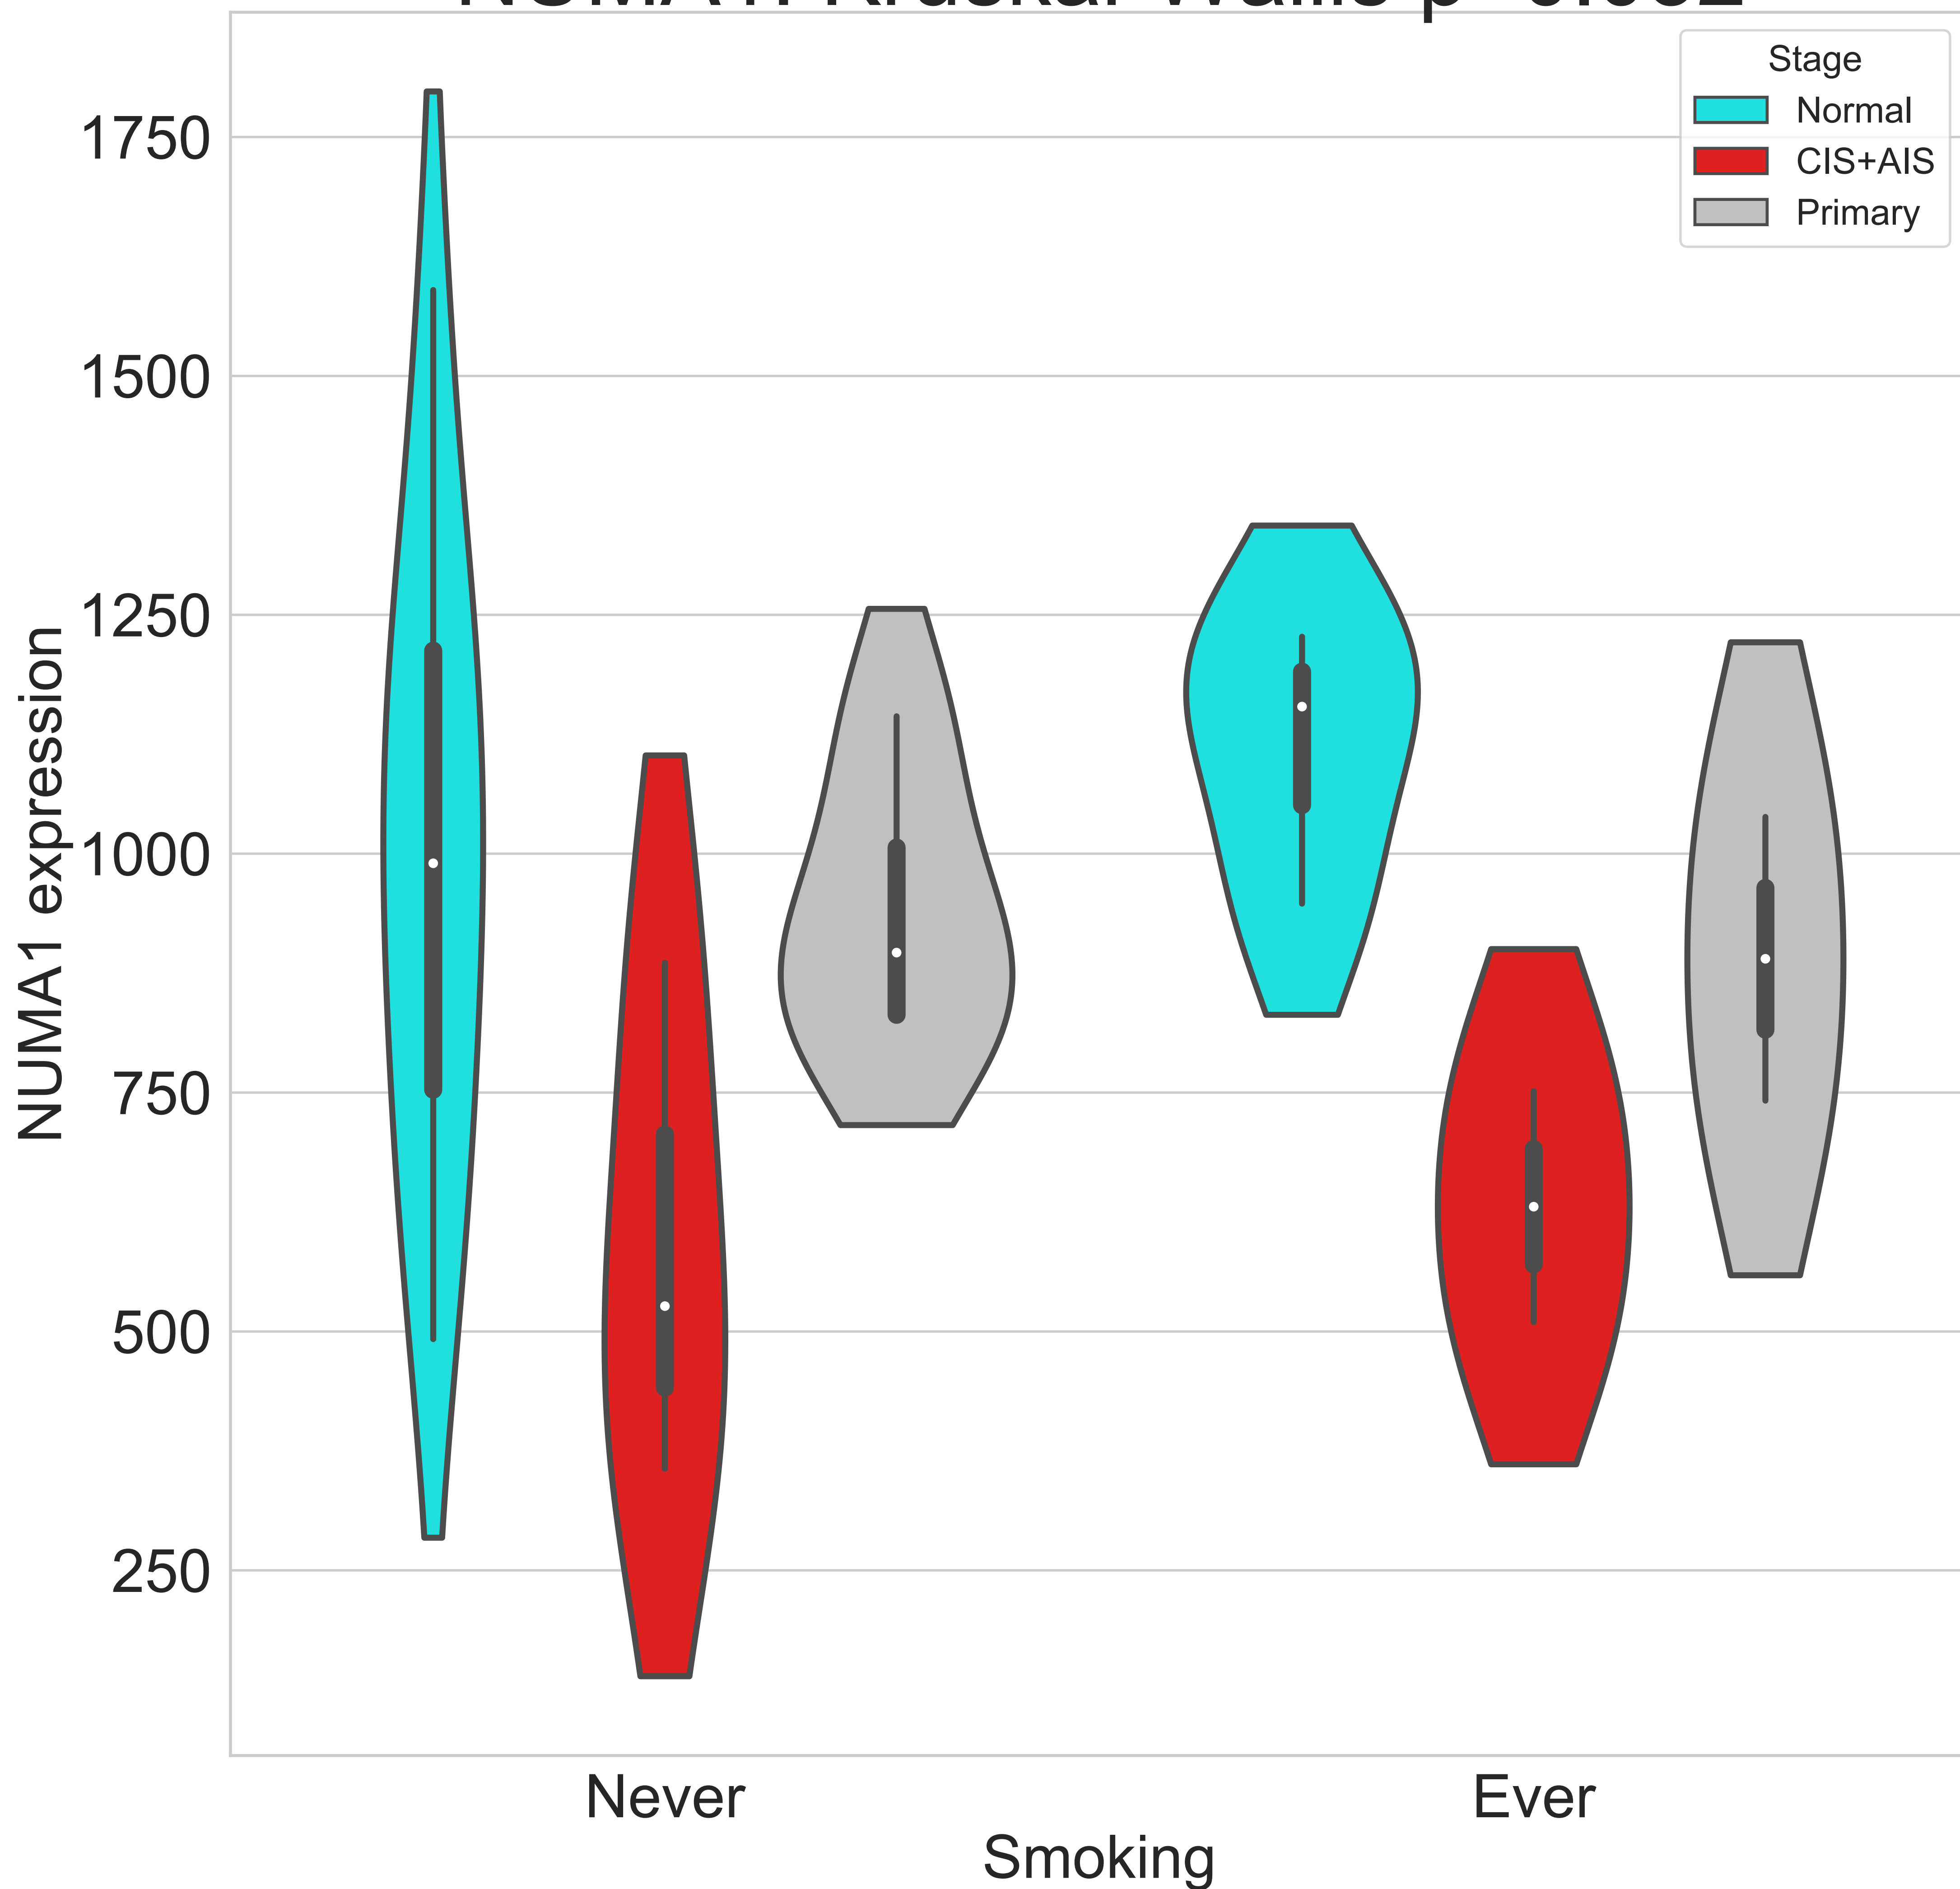 Stage
Normal
CIS+AIS
Primary
1750
1500
1250
1000
750
500
250
NUMA1 expression
Never
Ever
Smoking